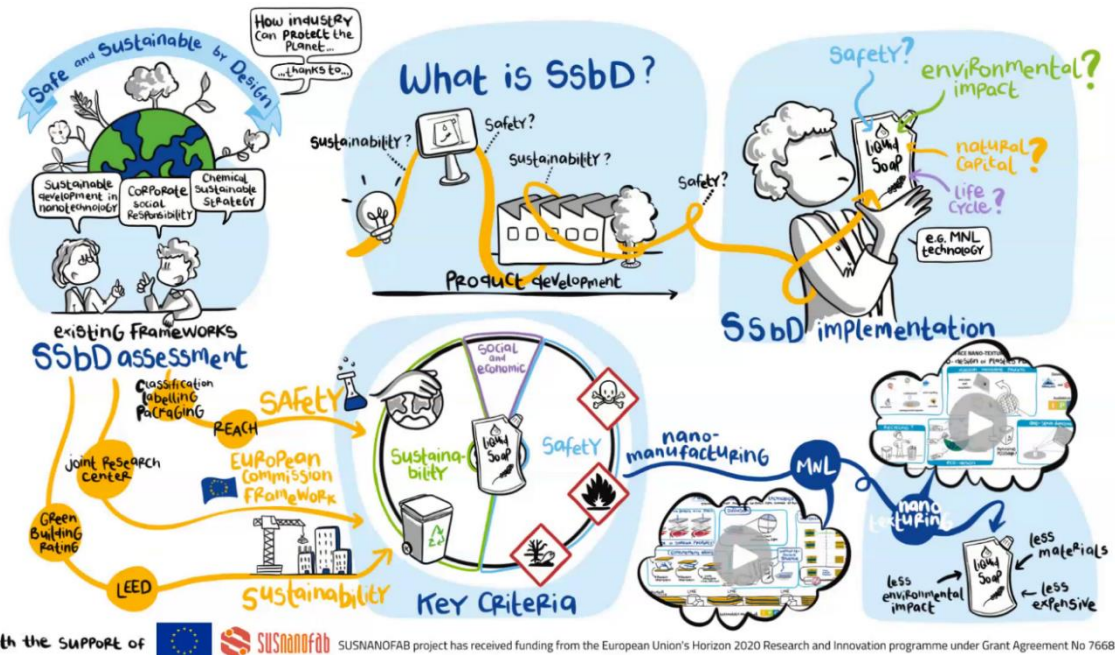 Safe and Sustainable by Design
How industry
can protect the
Planet...
...thanks to...
Sustainable
development in
nanotechnology
Corporate
social
Responsibility
Chemical
Sustainable
Strategy
existing frameworks
SSbD assessment
What is SSbD?
Sustainability?
Safety?
Sustainability?
Safety?
Product development
Safety?
environmental
impact?
natural
capital?
Life
cycle?
Liquid
Soap
e.g. MNL
technology
SSbD implementation
Classification
Labelling
Packaging
REACH
Safety
Joint Research
Center
European
Commission
Framework
Green
Building
Rating
LEED
Sustainability
Social
and
economic
Sustaina-
bility
Liquid
Soap
Safety
Key Criteria
nano-
manufacturing
MNL
nano
texturing
Liquid
Soap
less
materials
less
environmental
impact
less
expensive
th the support of
susnanofab
SUSNANOFAB project has received funding from the European Union's Horizon 2020 Research and Innovation programme under Grant Agreement No 7668